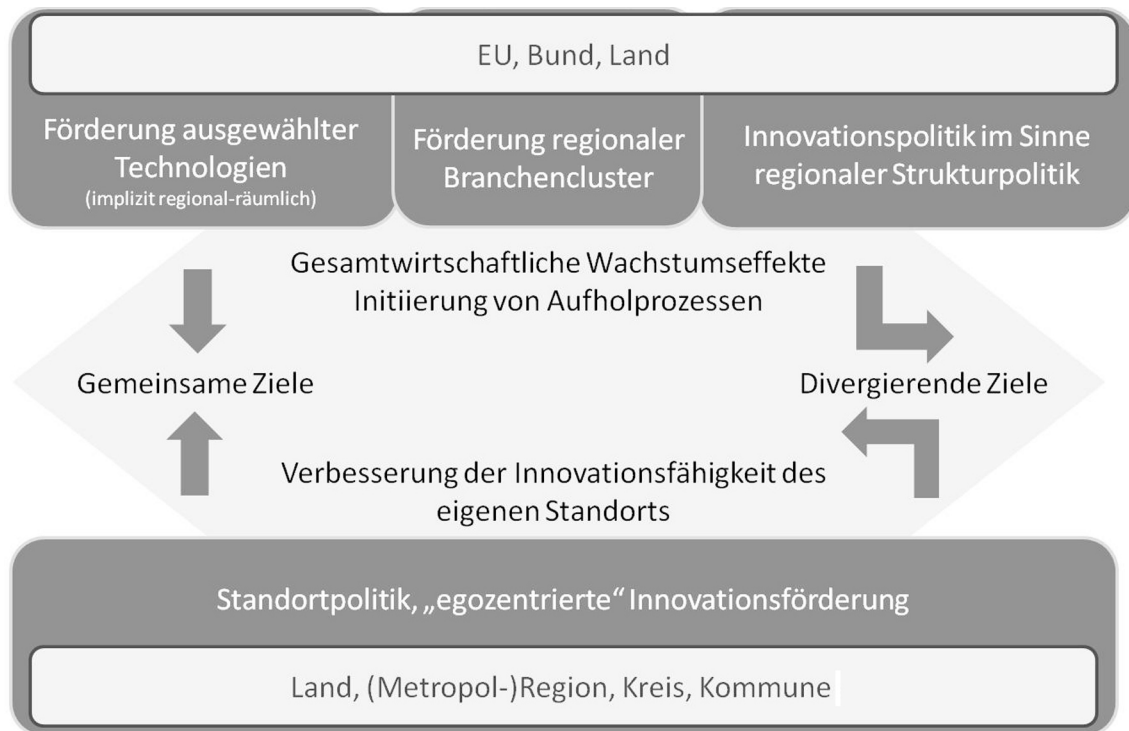 EU, Bund, Land
Förderung ausgewählter
Technologien
(implizit regional-räumlich)
Förderung regionaler
Branchencluster
Innovationspolitik im Sinne
regionaler Strukturpolitik
Gesamtwirtschaftliche Wachstumseffekte
Initiierung von Aufholprozessen
Gemeinsame Ziele
Divergierende Ziele
Verbesserung der Innovationsfähigkeit des
eigenen Standorts
Standortpolitik, „egozentrierte“ Innovationsförderung
Land, (Metropol-)Region, Kreis, Kommune